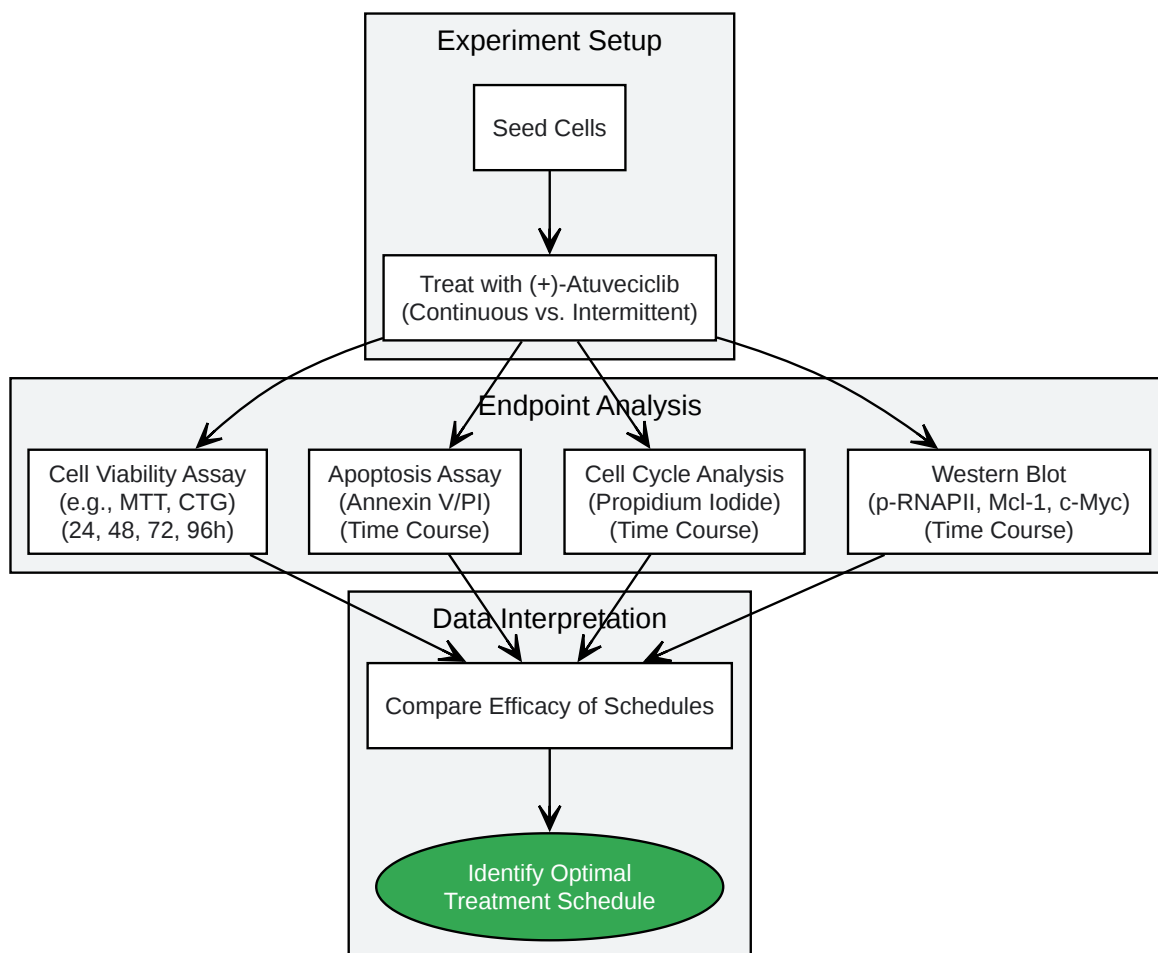 Experiment Setup
Seed Cells
Treat with (+)-Atuveciclib
(Continuous vs. Intermittent)
Endpoint Analysis
Cell Viability Assay
(e.g., MTT, CTG)
(24, 48, 72, 96h)
Apoptosis Assay
(Annexin V/PI)
(Time Course)
Cell Cycle Analysis
(Propidium Iodide)
(Time Course)
Western Blot
(p-RNAPII, Mcl-1, c-Myc)
(Time Course)
Data Interpretation
Compare Efficacy of Schedules
Identify Optimal
Treatment Schedule